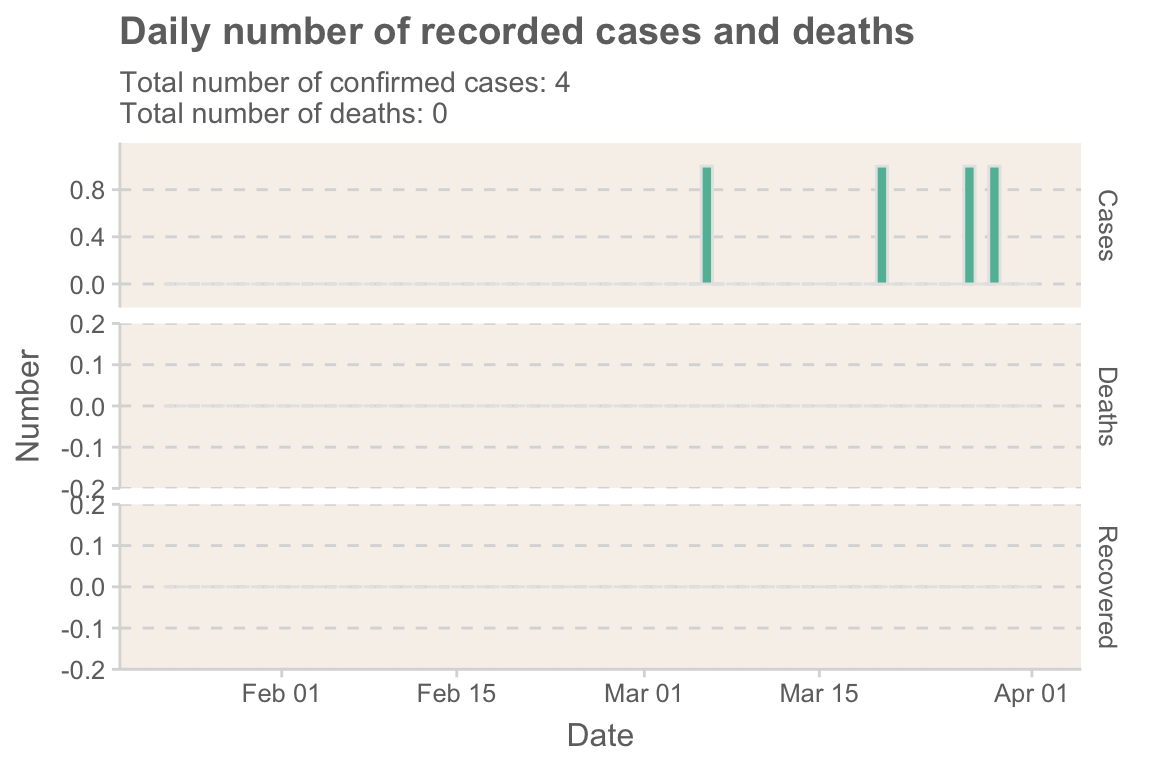 Daily number of recorded cases and deaths
Total number of confirmed cases: 4
Total number of deaths: 0
0.8
0.4
0.0
Cases
0.2
0.1
0.0
-0.1
-0.2
Deaths
0.2
0.1
0.0
-0.1
-0.2
Recovered
Number
Feb 01 Feb 15 Mar 01 Mar 15 Apr 01
Date